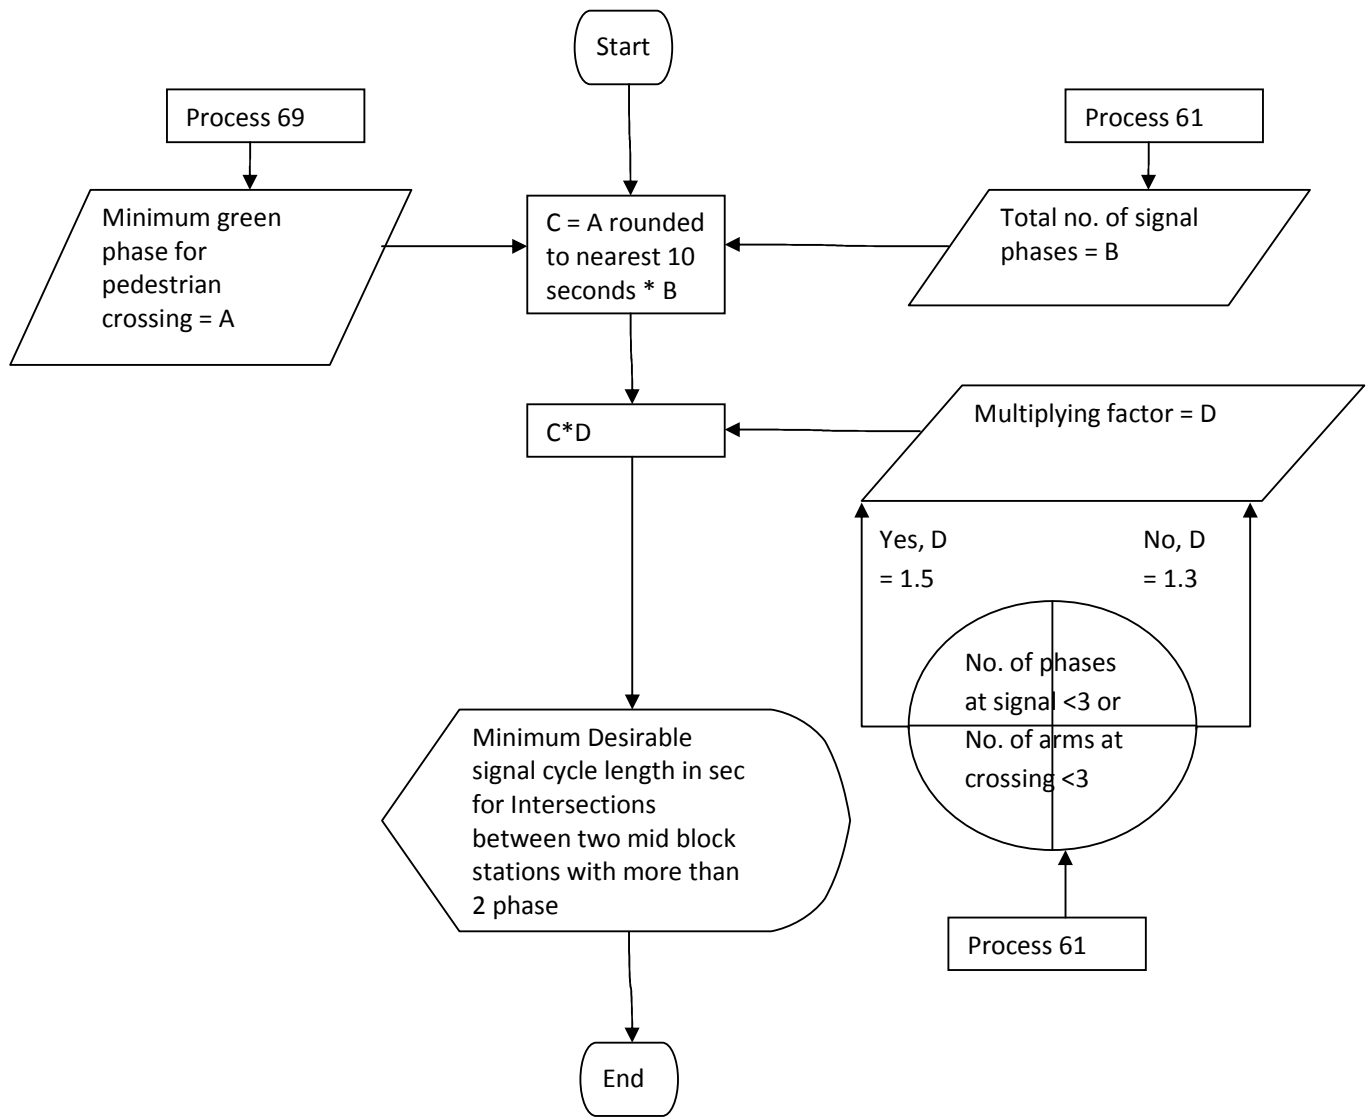 Start
Process 69
Process 61
Minimum green
phase for
pedestrian
crossing = A
C = A rounded
to nearest 10
seconds * B
Total no. of signal
phases = B
C*D
Multiplying factor = D
Yes, D
= 1.5
No, D
= 1.3
No. of phases
at signal <3 or
No. of arms at
crossing <3
Minimum Desirable
signal cycle length in sec
for Intersections
between two mid block
stations with more than
2 phase
Process 61
End